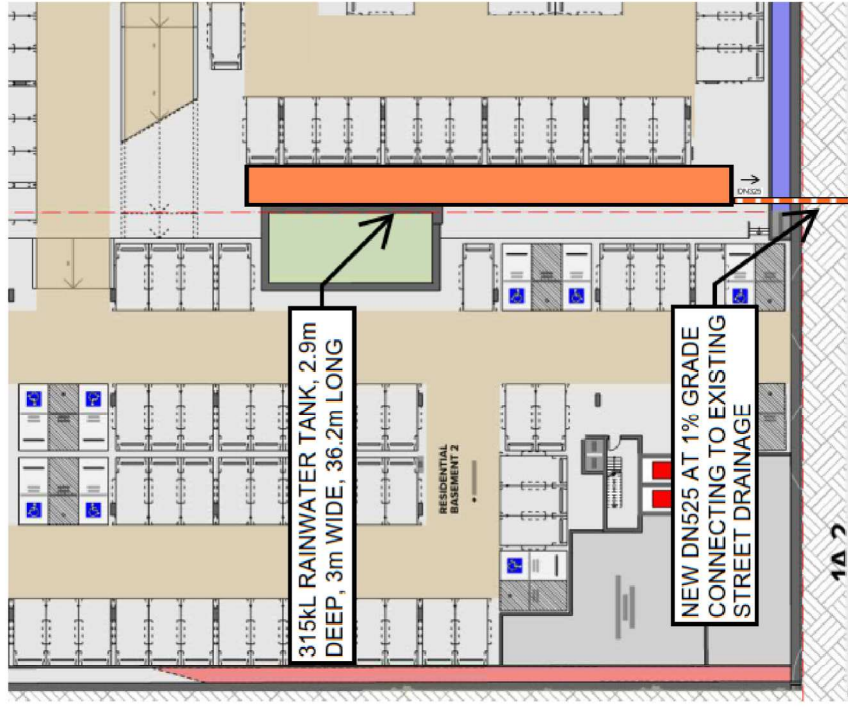 DN525
315kL RAINWATER TANK, 2.9m
DEEP, 3m WIDE, 36.2m LONG
NEW DN525 AT 1% GRADE
CONNECTING TO EXISTING
STREET DRAINAGE
RESIDENTIAL
BASEMENT 2